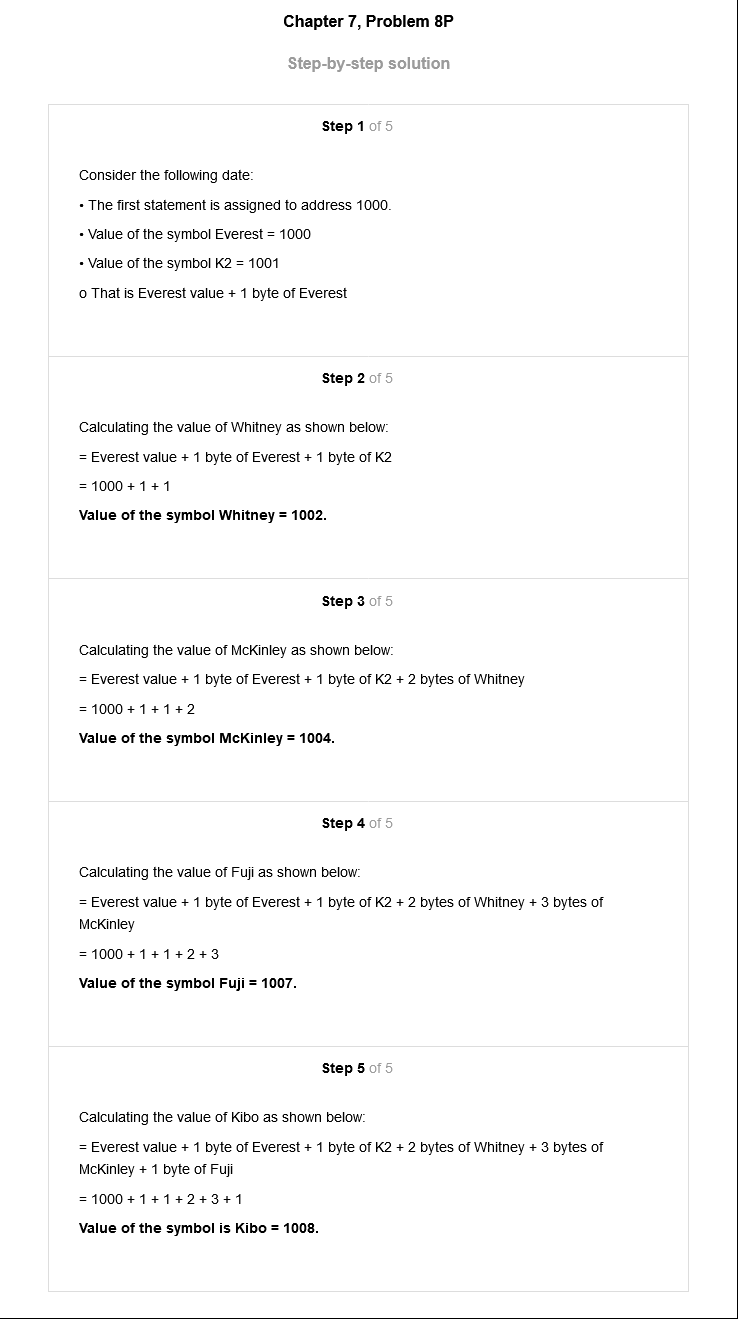 Chapter 7, Problem 8P
Step-by-step solution
Step 1 of 5
Consider the following date:
• The first statement is assigned to address 1000.
• Value of the symbol Everest = 1000
• Value of the symbol K2 = 1001
o That is Everest value + 1 byte of Everest
Step 2 of 5
Calculating the value of Whitney as shown below:
= Everest value + 1 byte of Everest + 1 byte of K2
= 1000 + 1 + 1
Value of the symbol Whitney = 1002.
Step 3 of 5
Calculating the value of McKinley as shown below:
= Everest value + 1 byte of Everest + 1 byte of K2 + 2 bytes of Whitney
= 1000 + 1 + 1 + 2
Value of the symbol McKinley = 1004.
Step 4 of 5
Calculating the value of Fuji as shown below:
= Everest value + 1 byte of Everest + 1 byte of K2 + 2 bytes of Whitney + 3 bytes of
McKinley
= 1000 + 1 + 1 + 2 + 3
Value of the symbol Fuji = 1007.
Step 5 of 5
Calculating the value of Kibo as shown below:
= Everest value + 1 byte of Everest + 1 byte of K2 + 2 bytes of Whitney + 3 bytes of
McKinley + 1 byte of Fuji
= 1000 + 1 + 1 + 2 + 3 + 1
Value of the symbol is Kibo = 1008.